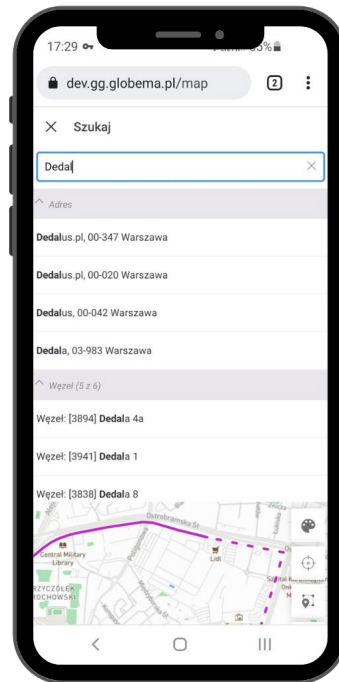 17:29
dev.gg.globema.pl/map
2
Szukaj
Dedal
Adres
Dedalus.pl, 00-347 Warszawa
Dedalus.pl, 00-020 Warszawa
Dedalus, 00-042 Warszawa
Dedala, 03-983 Warszawa
Węzeł (5 z 6)
Węzeł: [3894] Dedala 4a
Węzeł: [3941] Dedala 1
Węzeł: [3838] Dedala 8
Ostrobramska St
Central Military
Library
Lidl